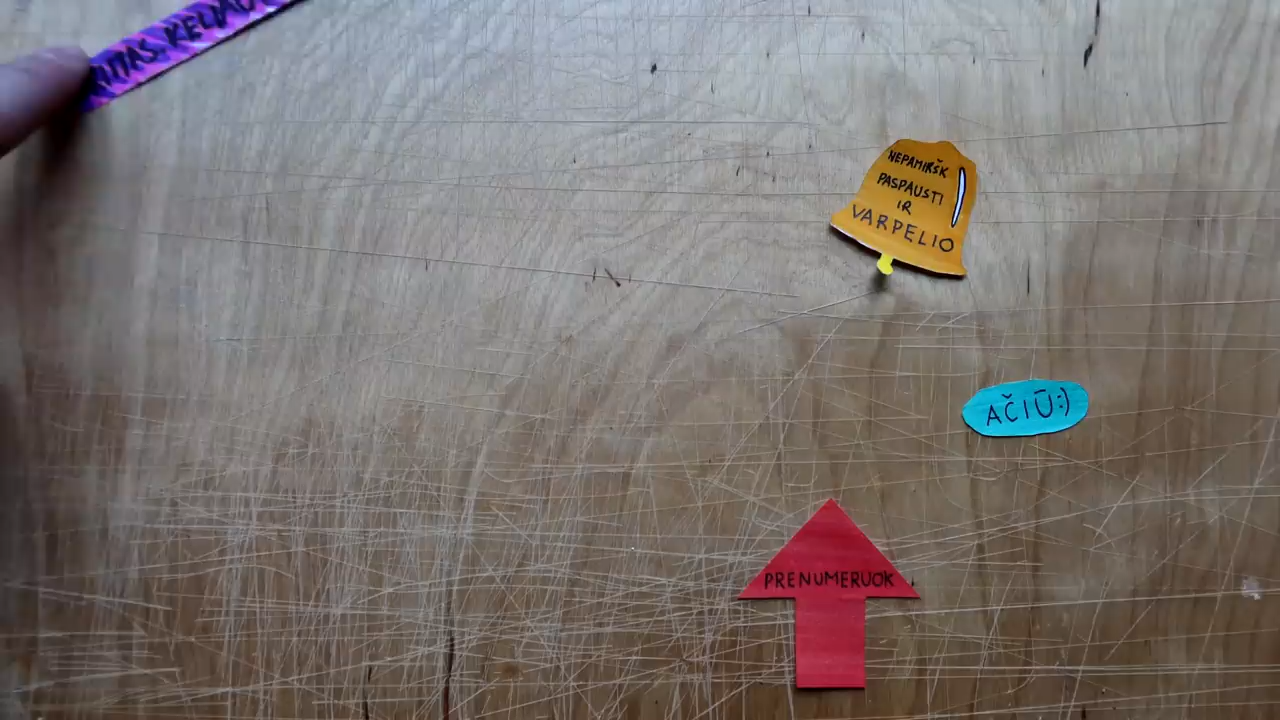 NEPAMIRŠK
PASPAUSTI
IR
VARPELIO
AČIŪ:)
PRENUMERUOK